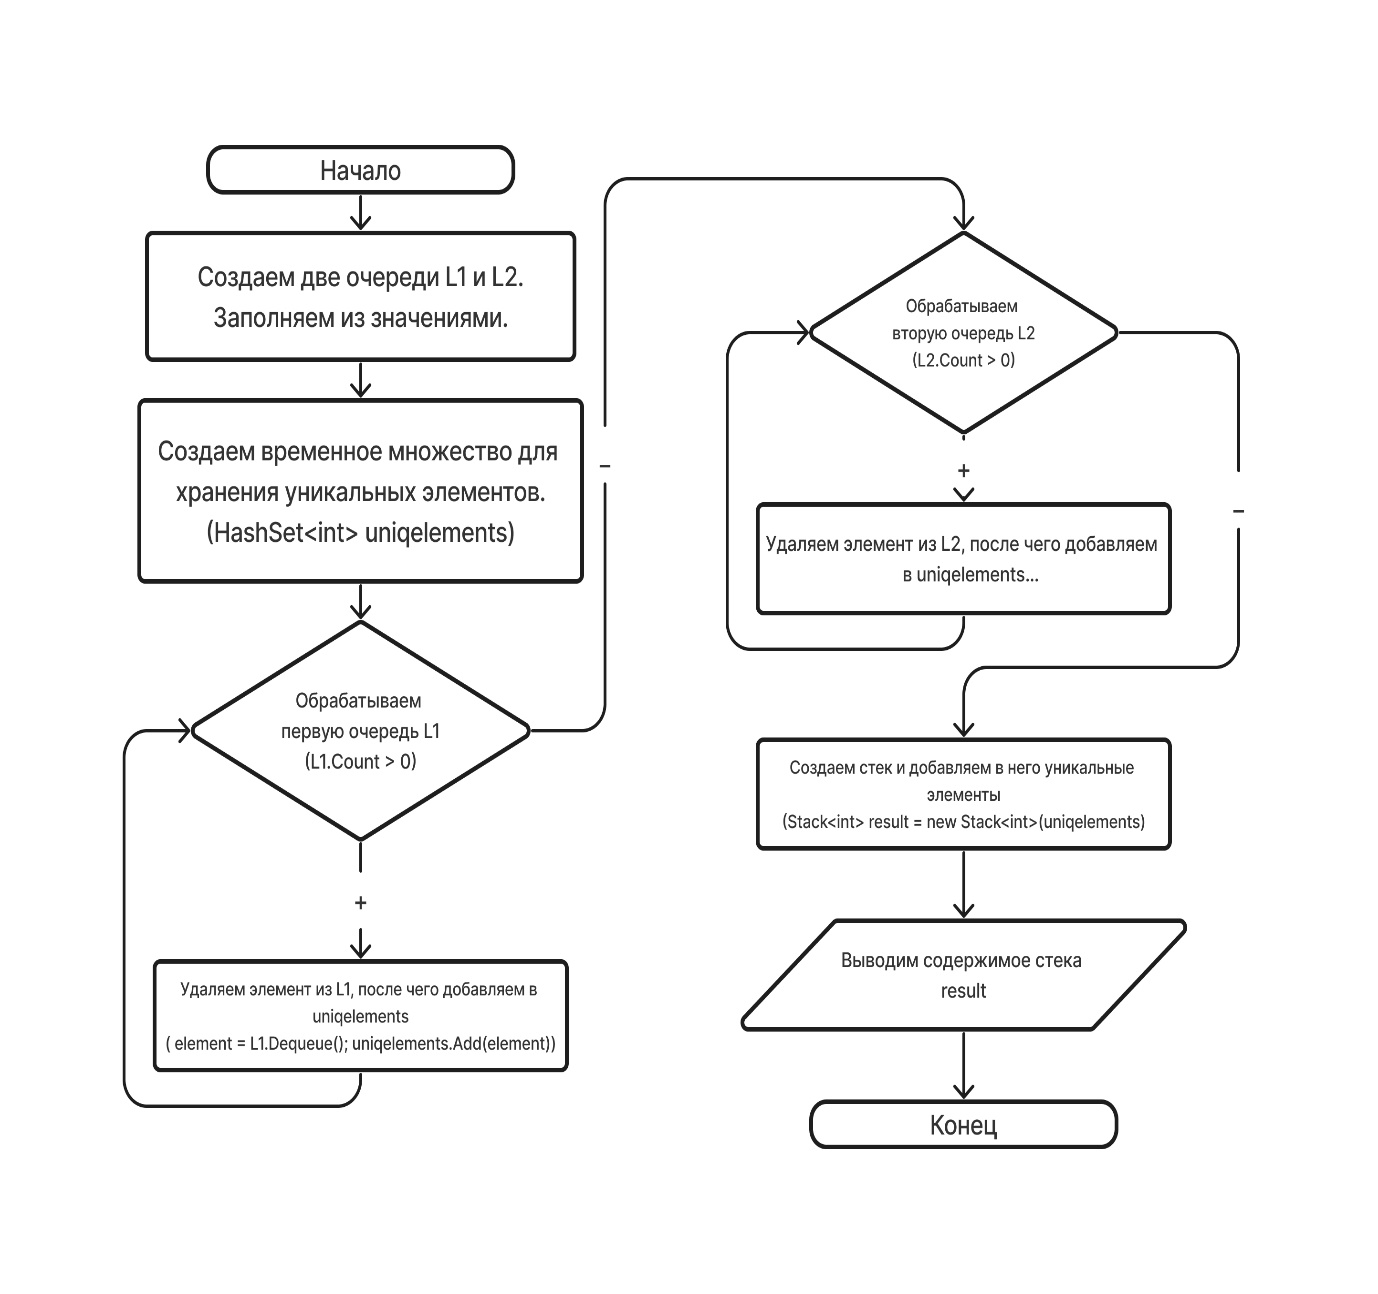 Начало
Создаем две очереди L1 и L2.
Заполняем из значениями.
Создаем временное множество для
хранения уникальных элементов.
(HashSet<int> uniqelements)
Обрабатываем
первую очередь L1
(L1.Count > 0)
+
–
Удаляем элемент из L1, после чего добавляем в
uniqelements
( element = L1.Dequeue(); uniqelements.Add(element))
Обрабатываем
вторую очередь L2
(L2.Count > 0)
+
–
Удаляем элемент из L2, после чего добавляем
в uniqelements...
Создаем стек и добавляем в него уникальные
элементы
(Stack<int> result = new Stack<int>(uniqelements)
Выводим содержимое стека
result
Конец